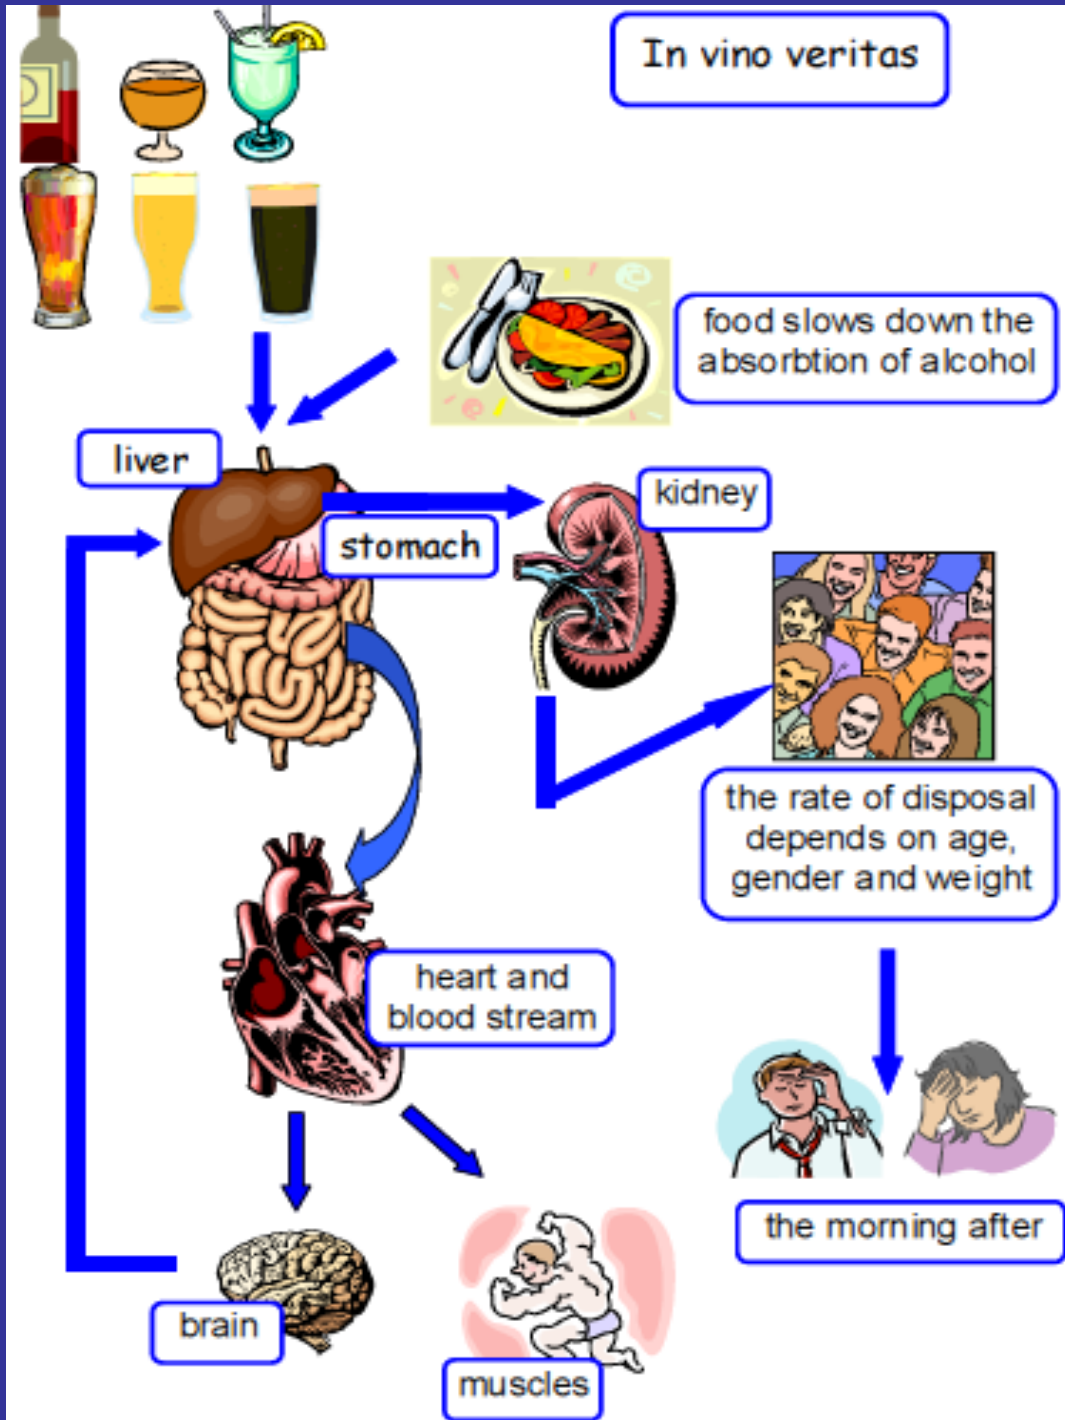 In vino veritas
food slows down the
absorbtion of alcohol
liver
kidney
stomach
the rate of disposal
depends on age,
gender and weight
heart and
blood stream
the morning after
brain
muscles